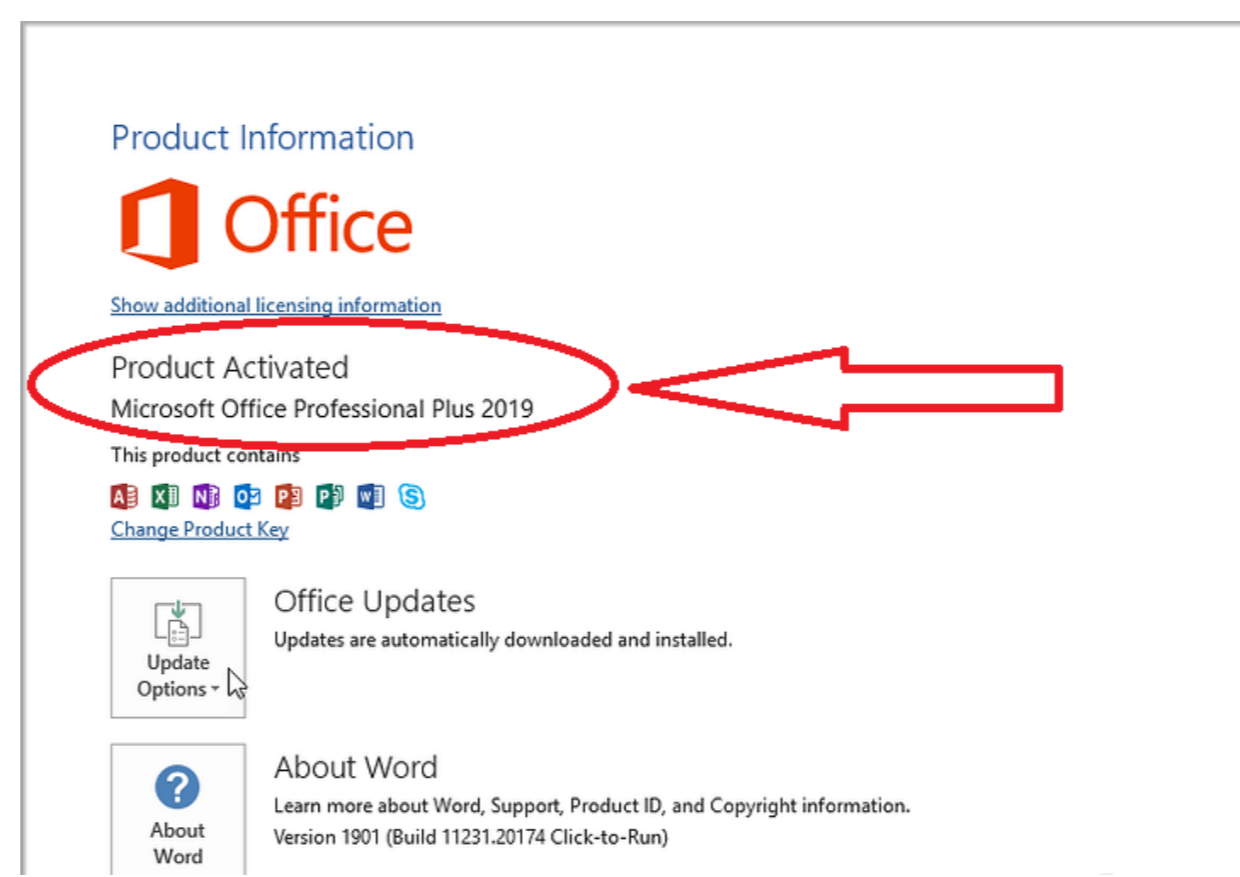 Product Information
Office
Show additional licensing information
Product Activated
Microsoft Office Professional Plus 2019
This product contains
Change Product Key
Office Updates
Updates are automatically downloaded and installed.
Update
Options
About Word
Learn more about Word, Support, Product ID, and Copyright information.
Version 1901 (Build 11231.20174 Click-to-Run)
About
Word